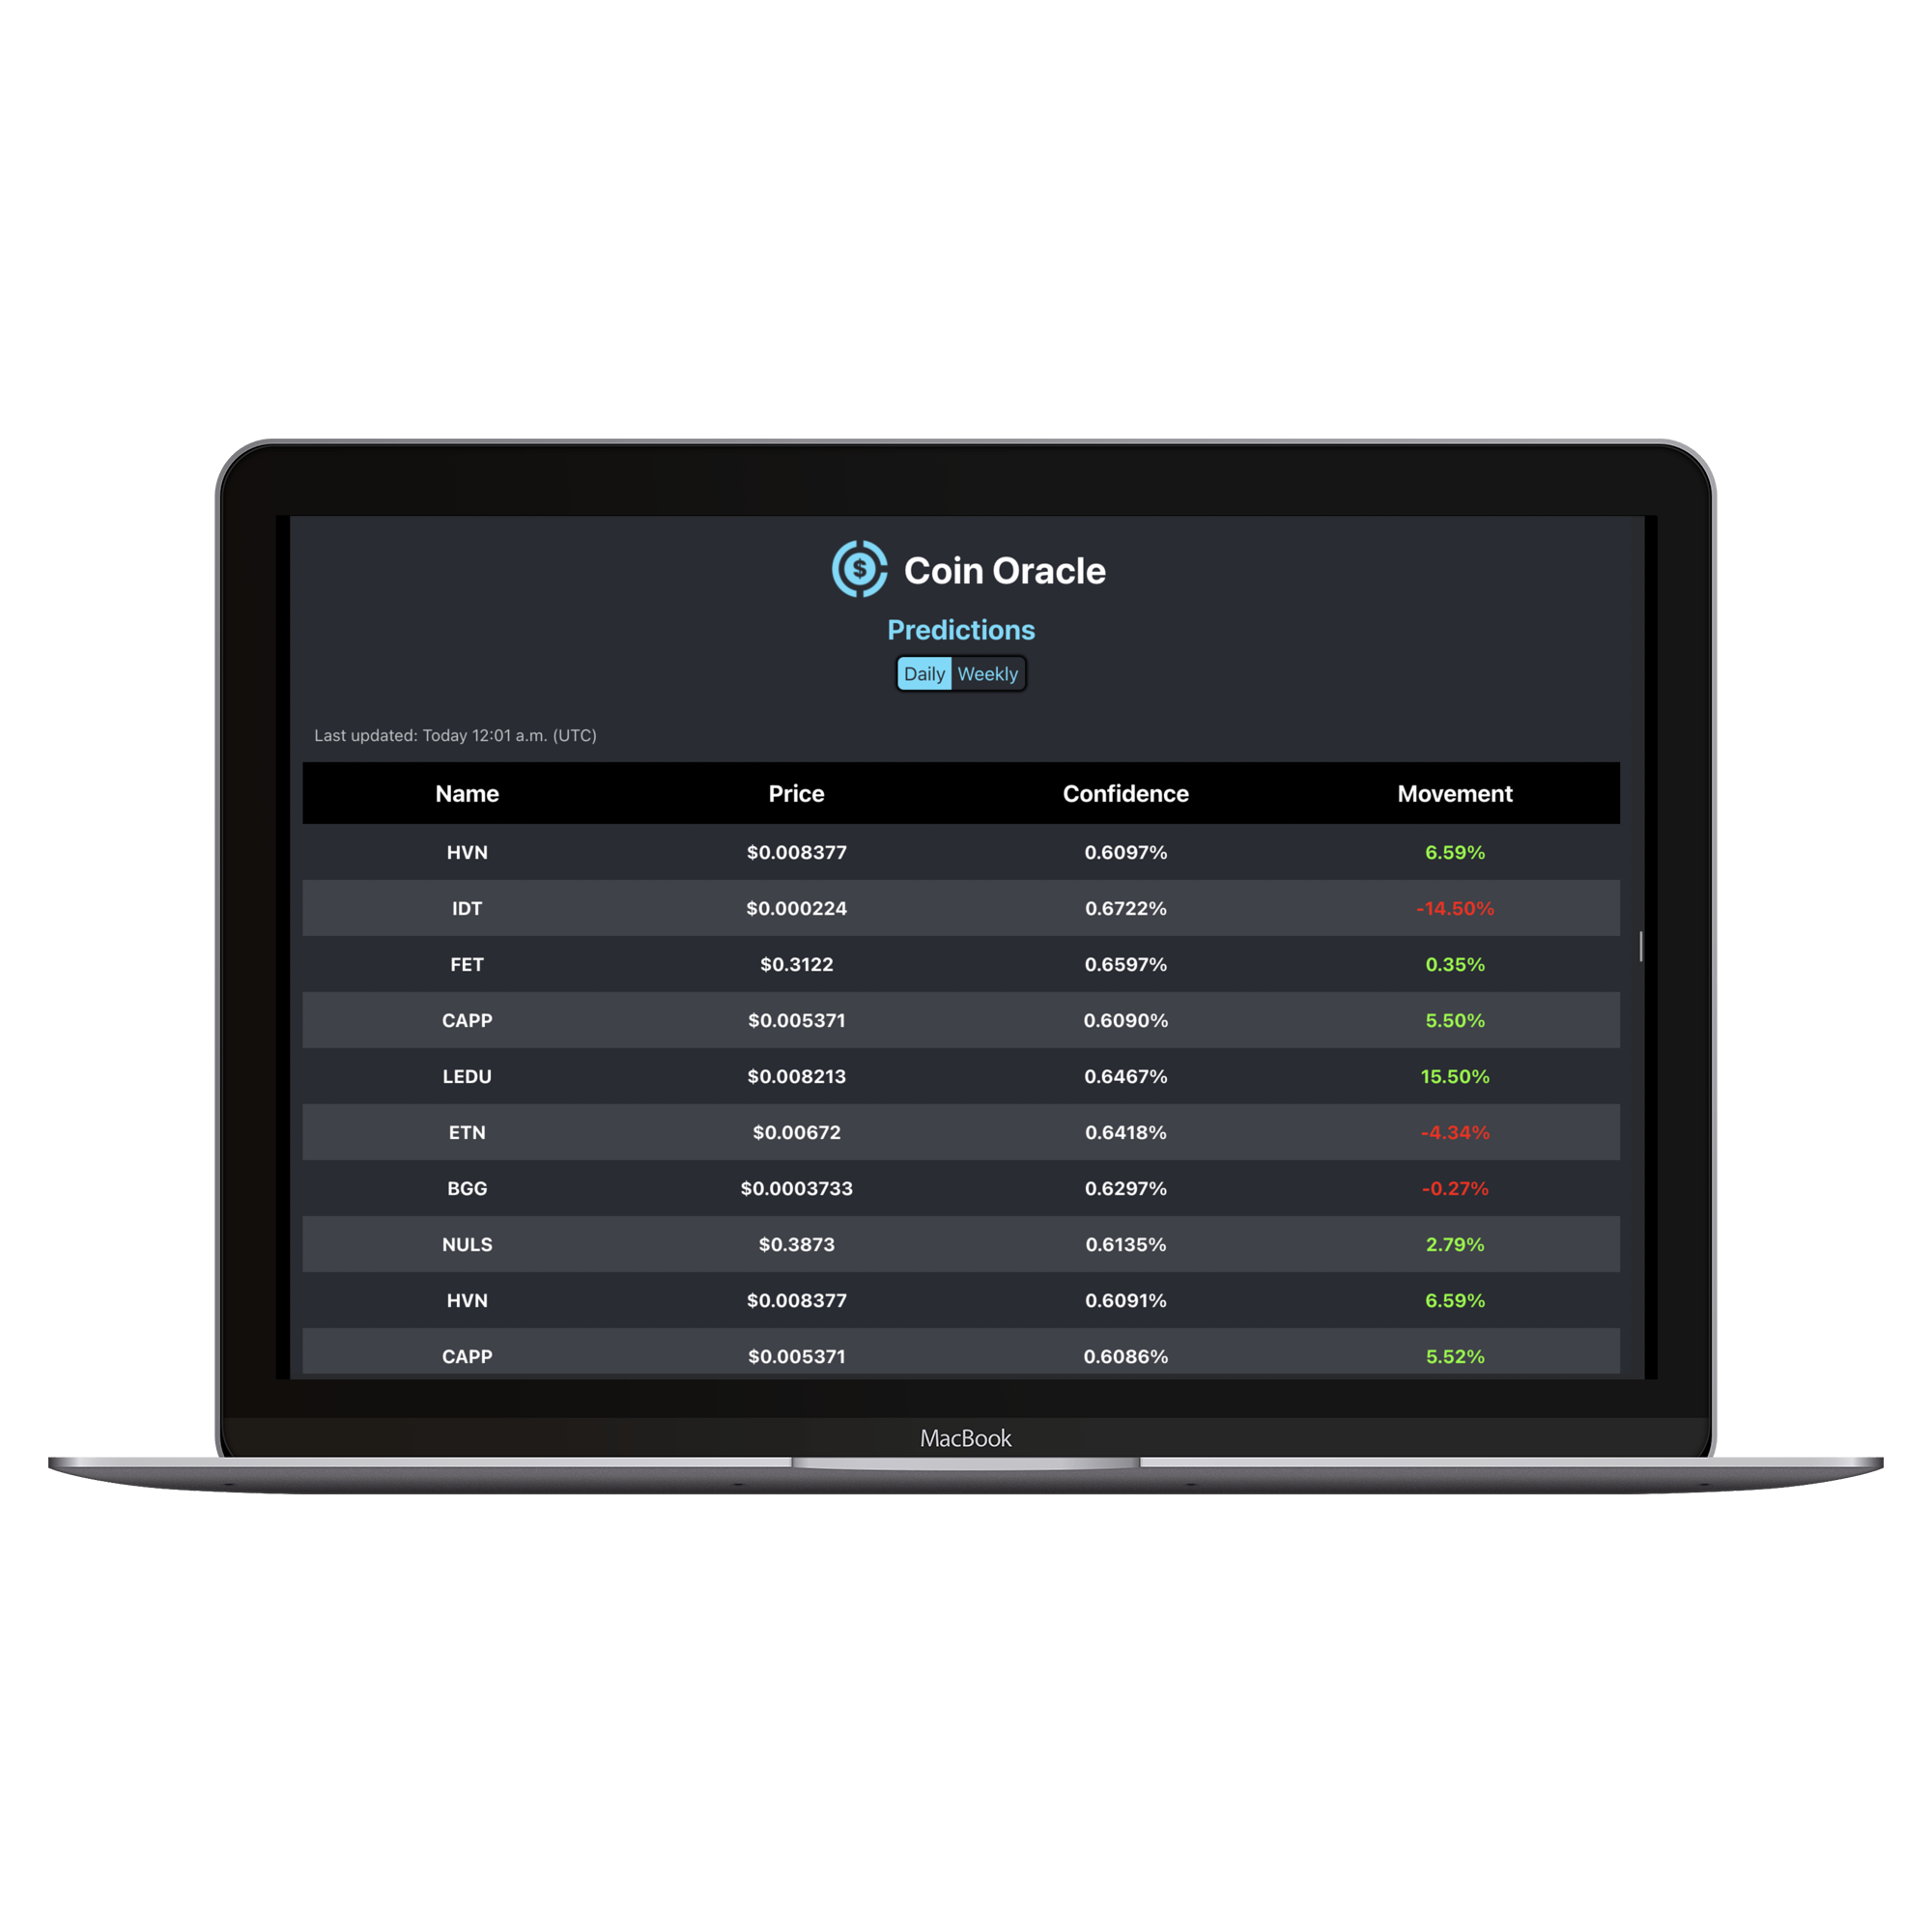 $ Coin Oracle
Predictions
Daily Weekly
Last updated: Today 12:01 a.m. (UTC)
Name Price Confidence Movement
HVN $0.008377 0.6097% 6.59%
IDT $0.000224 0.6722% -14.50%
FET $0.3122 0.6597% 0.35%
CAPP $0.005371 0.6090% 5.50%
LEDU $0.008213 0.6467% 15.50%
ETN $0.00672 0.6418% -4.34%
BGG $0.0003733 0.6297% -0.27%
NULS $0.3873 0.6135% 2.79%
HVN $0.008377 0.6091% 6.59%
CAPP $0.005371 0.6086% 5.52%
MacBook